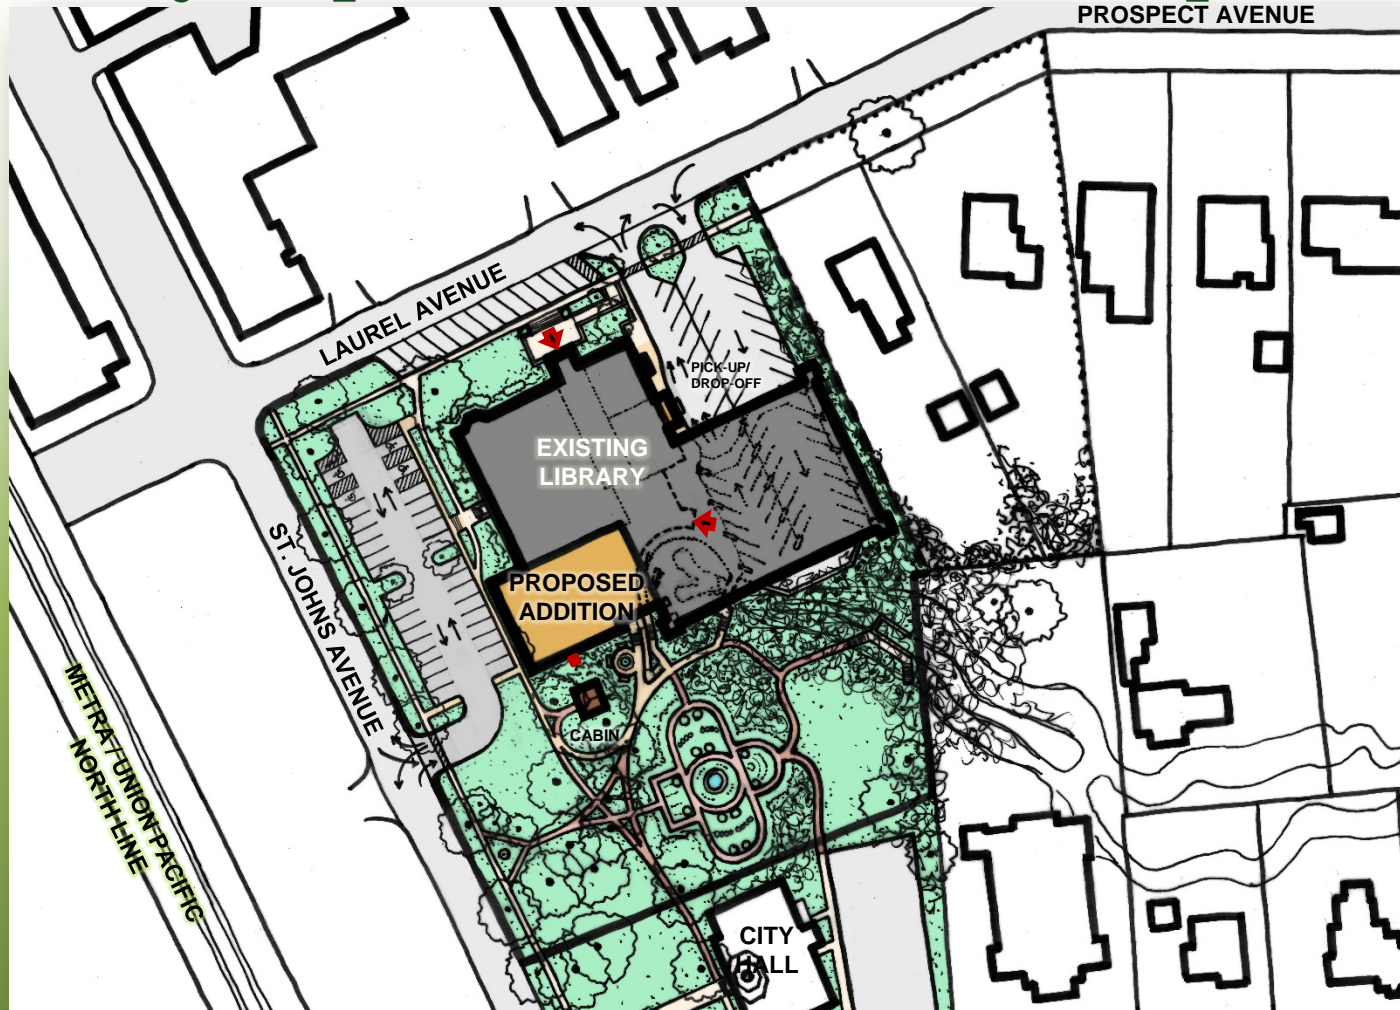 PROSPECT AVENUE
LAUREL AVENUE
PICK-UP/
DROP-OFF
EXISTING
LIBRARY
PROPOSED
ADDITION
ST. JOHNS AVENUE
METRA / UNION PACIFIC
NORTH LINE
CABIN
CITY
HALL